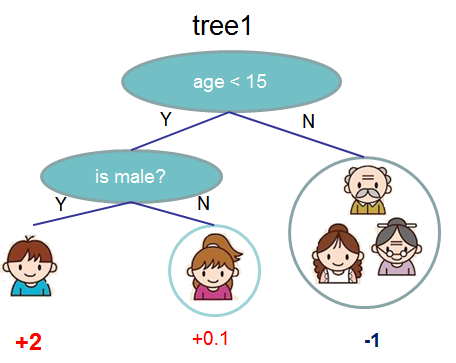 tree1
age < 15
Y
N
is male?
Y
N
+2
+0.1
-1